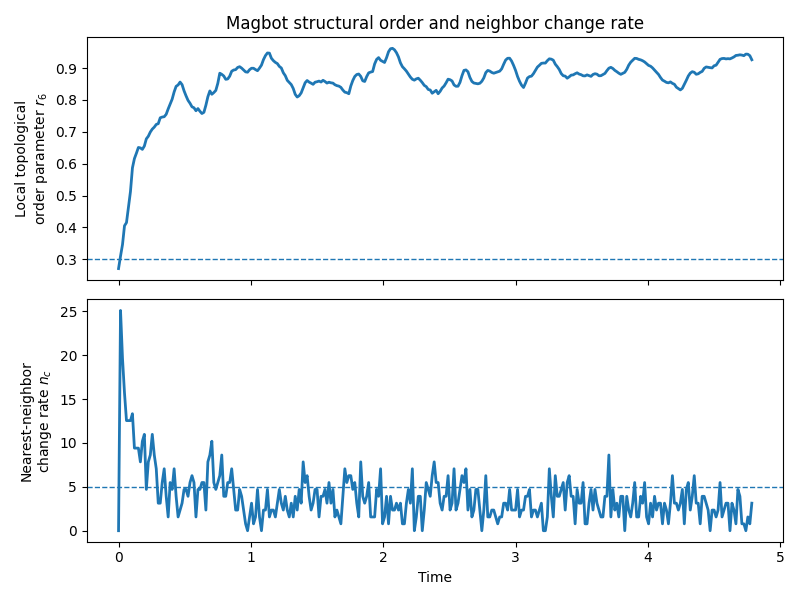 Magbot structural order and neighbor change rate
Local topological
order parameter r₆
0.9
0.8
0.7
0.6
0.5
0.4
0.3
Nearest-neighbor
change rate n_c
25
20
15
10
5
0
0 1 2 3 4 5
Time